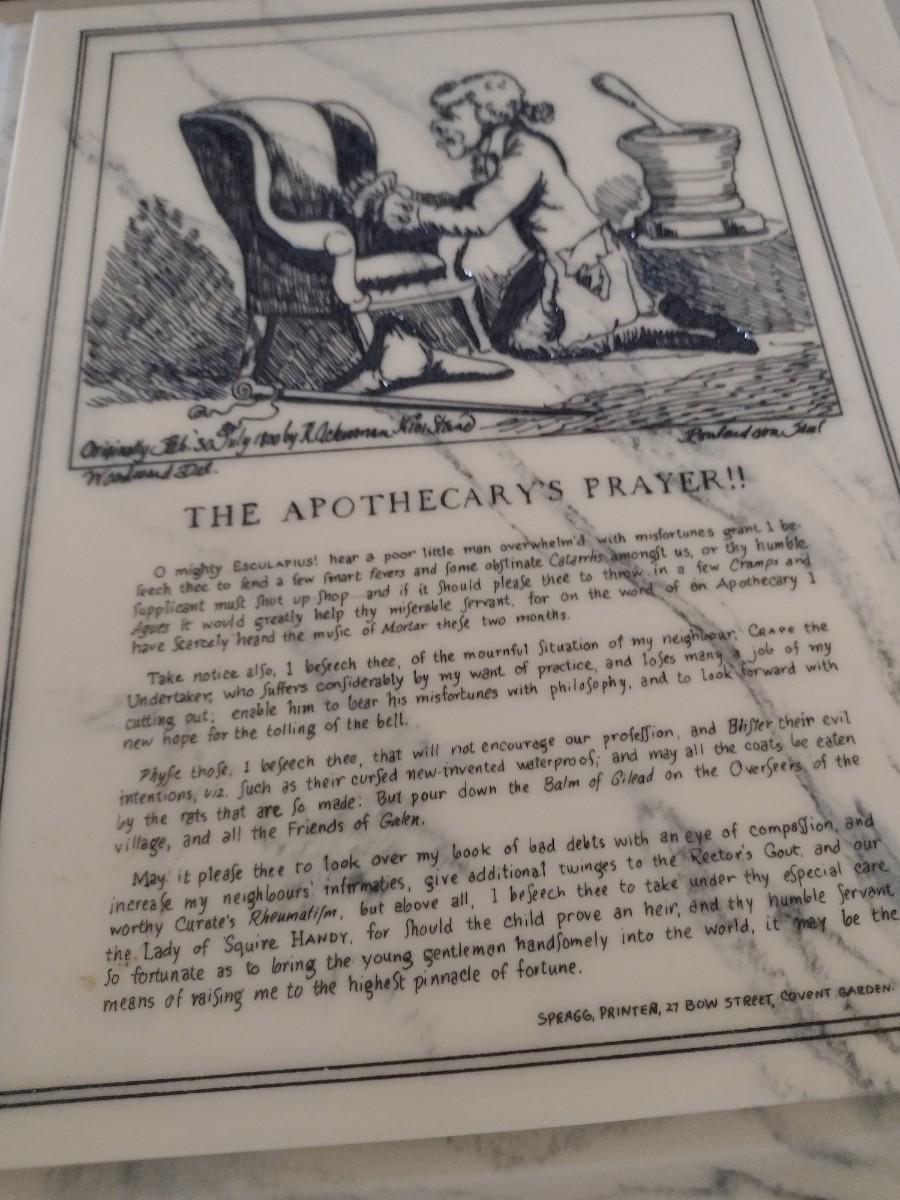 Originally Feb. 30 July 1800 by R. Ackerman No 101 Strand
Rowlandson Scul
Woodward Del.
THE APOTHECARY'S PRAYER!!
O mighty ESCULAPIUS! hear a poor little man overwhelm'd with misfortunes grant I be-
ſeech thee to ſend a few ſmart fevers and ſome obſtinate Catarrhs amongſt us, or thy humble
ſupplicant muſt ſhut up ſhop....and if it ſhould pleaſe thee to throw in a few Cramps and
Agues it would greatly help thy miſerable ſervant, for on the word of an Apothecary I
have ſcarcely heard the muſic of Mortar theſe two months.
Take notice alſo, I beſeech thee, of the mournful ſituation of my neighbour, CRAPE the
Undertaker, who ſuffers conſiderably by my want of practice, and loſes many a job of my
cutting out; enable him to bear his misfortunes with philoſophy, and to look forward with
new hope for the tolling of the bell.
Phyſc thoſe, I beſeech thee, that will not encourage our profeſſion, and Bliſter their evil
intentions, viz. ſuch as their curſed new-invented waterproof; and may all the coats be eaten
by the rats that are ſo made: But pour down the Balm of Gilead on the Overſeers of the
village, and all the Friends of Galen.
May it pleaſe thee to look over my book of bad debts with an eye of compaſſion, and
increaſe my neighbours' infirmaties, give additional twinges to the Rector's Gout, and our
worthy Curate's Rheumatiſm, but above all, I beſeech thee to take under thy eſpecial care
the Lady of 'Squire HANDY, for ſhould the child prove an heir, and thy humble ſervant
ſo fortunate as to bring the young gentleman handſomely into the world, it may be the
means of raiſing me to the higheſt pinnacle of fortune.
SPRAGG, PRINTER, 27 BOW STREET, COVENT GARDEN.